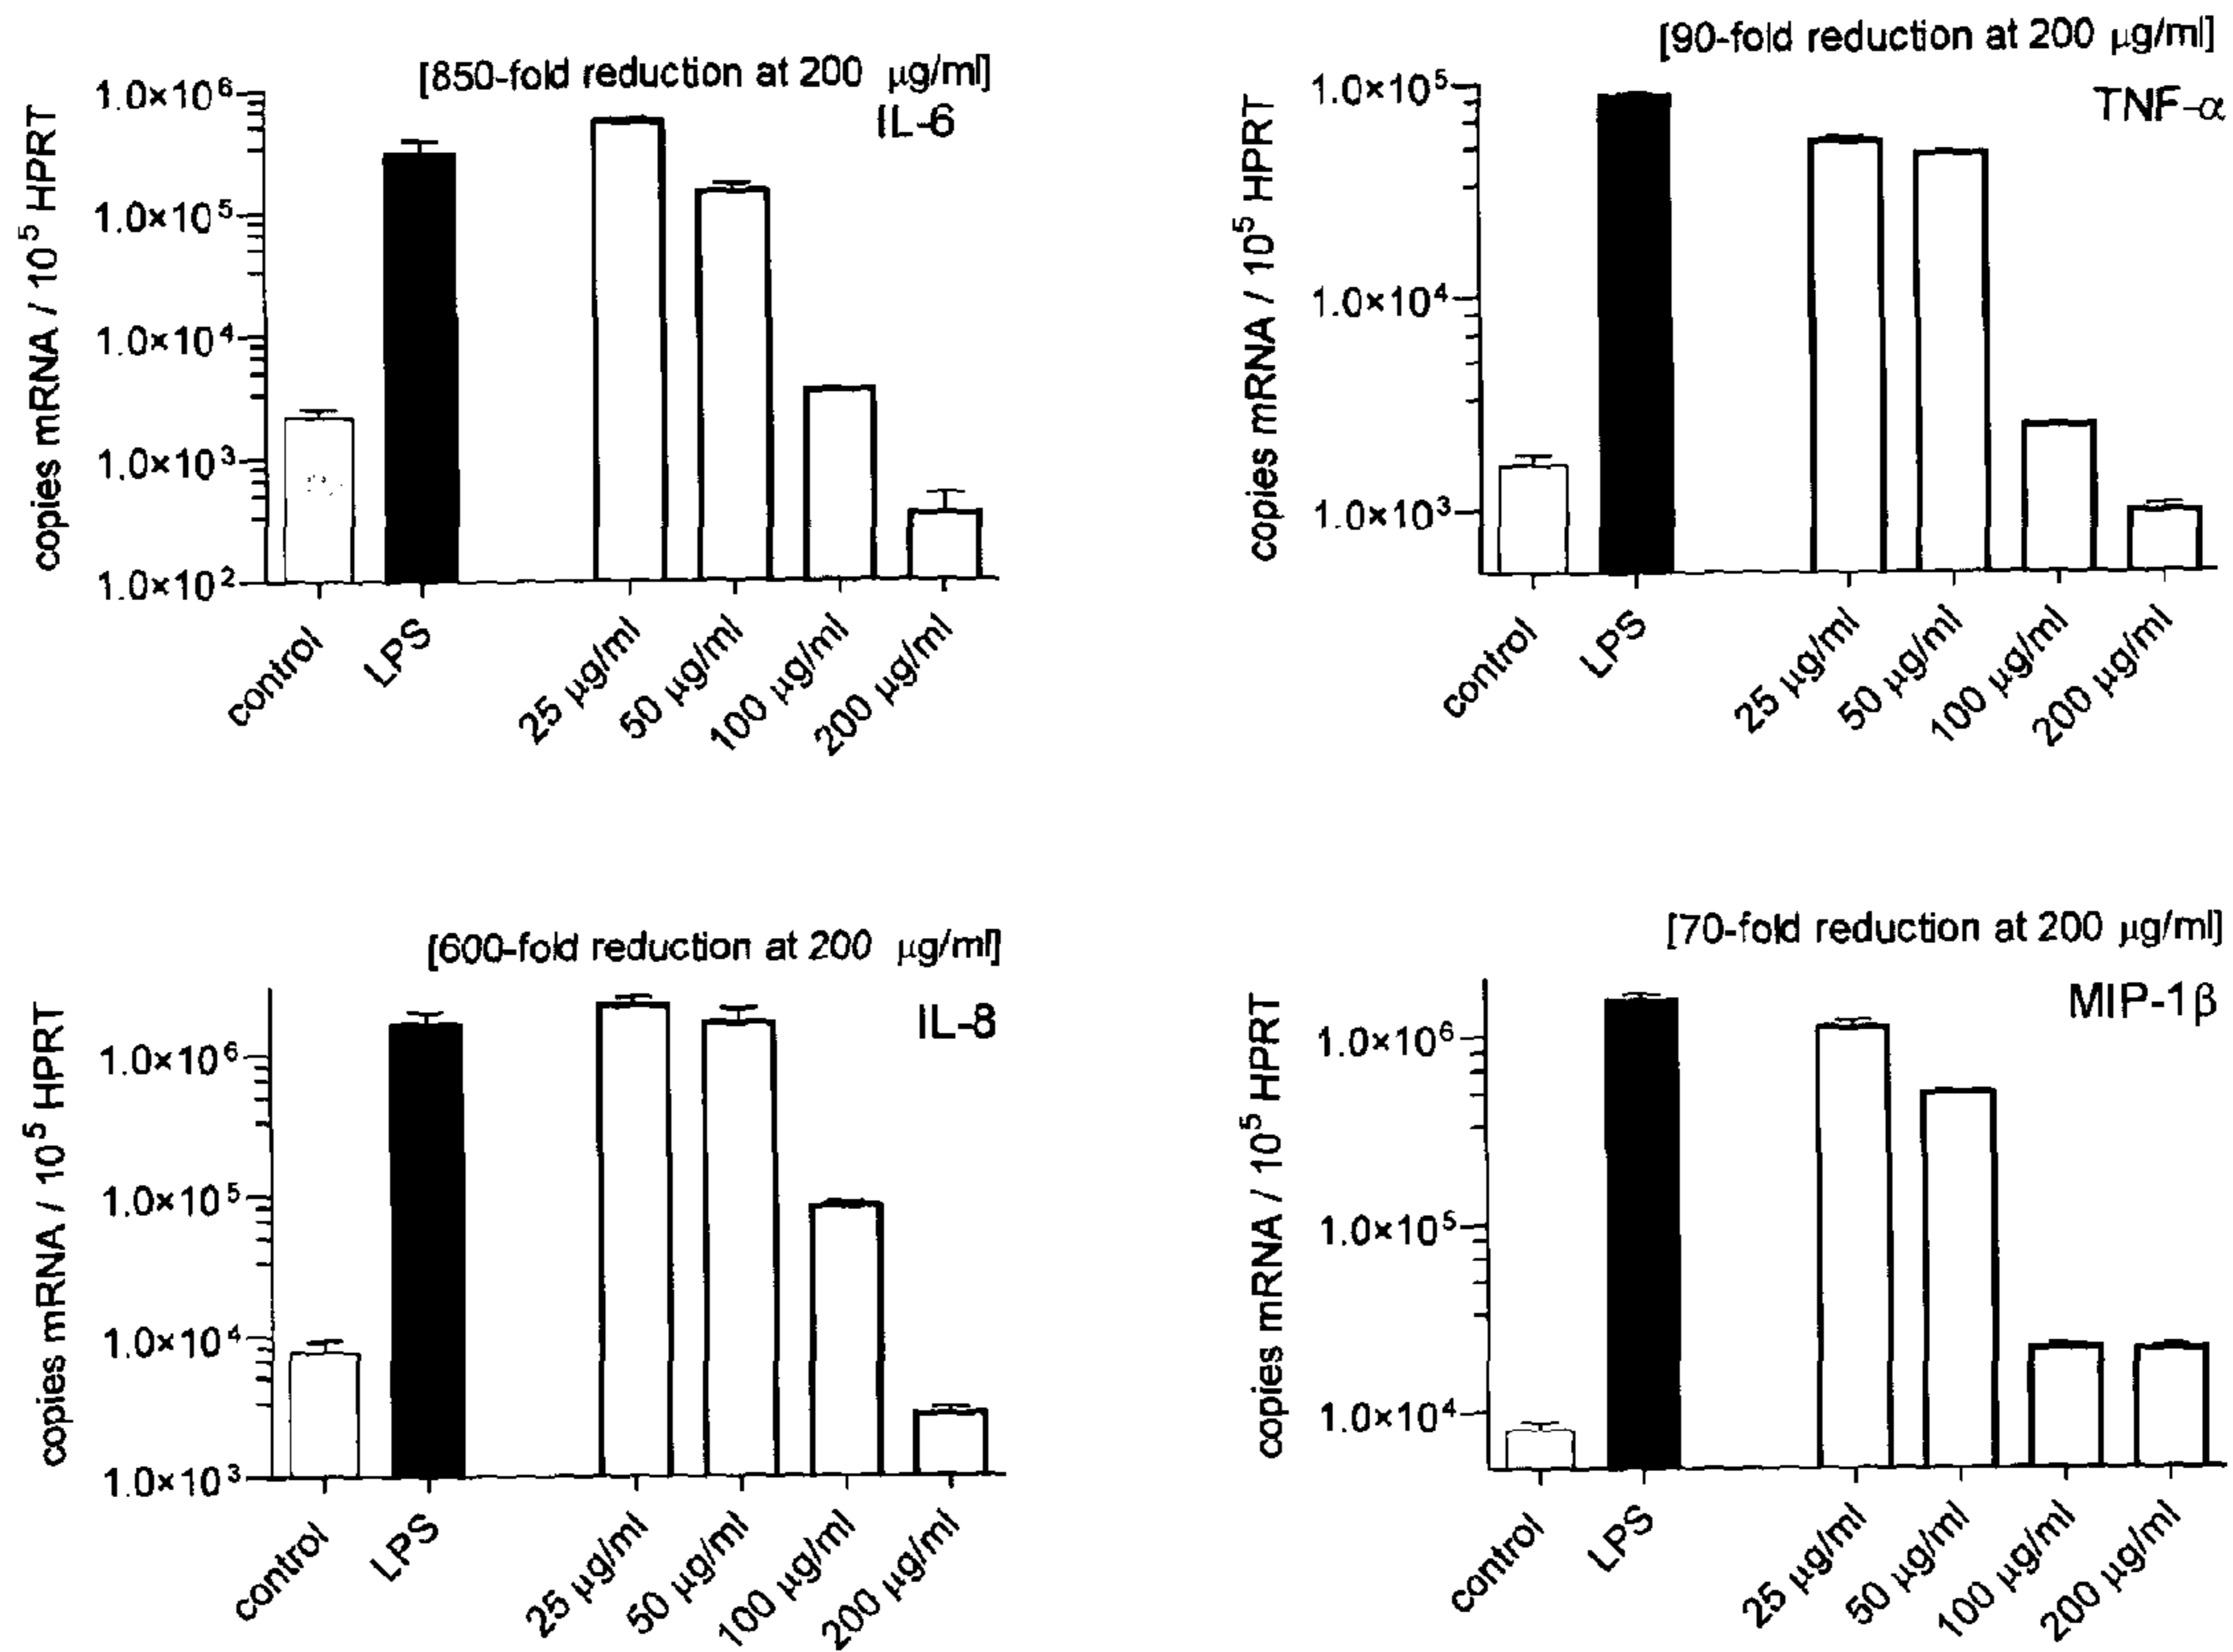 [850-fold reduction at 200 µg/ml]
IL-6
copies mRNA / 10⁵ HPRT
1.0×10⁶
1.0×10⁵
1.0×10⁴
1.0×10³
1.0×10²
control
LPS
25 µg/ml
50 µg/ml
100 µg/ml
200 µg/ml
[90-fold reduction at 200 µg/ml]
TNF-α
copies mRNA / 10⁵ HPRT
1.0×10⁵
1.0×10⁴
1.0×10³
control
LPS
25 µg/ml
50 µg/ml
100 µg/ml
200 µg/ml
[600-fold reduction at 200 µg/ml]
IL-8
copies mRNA / 10⁵ HPRT
1.0×10⁶
1.0×10⁵
1.0×10⁴
1.0×10³
control
LPS
25 µg/ml
50 µg/ml
100 µg/ml
200 µg/ml
[70-fold reduction at 200 µg/ml]
MIP-1β
copies mRNA / 10⁵ HPRT
1.0×10⁶
1.0×10⁵
1.0×10⁴
control
LPS
25 µg/ml
50 µg/ml
100 µg/ml
200 µg/ml